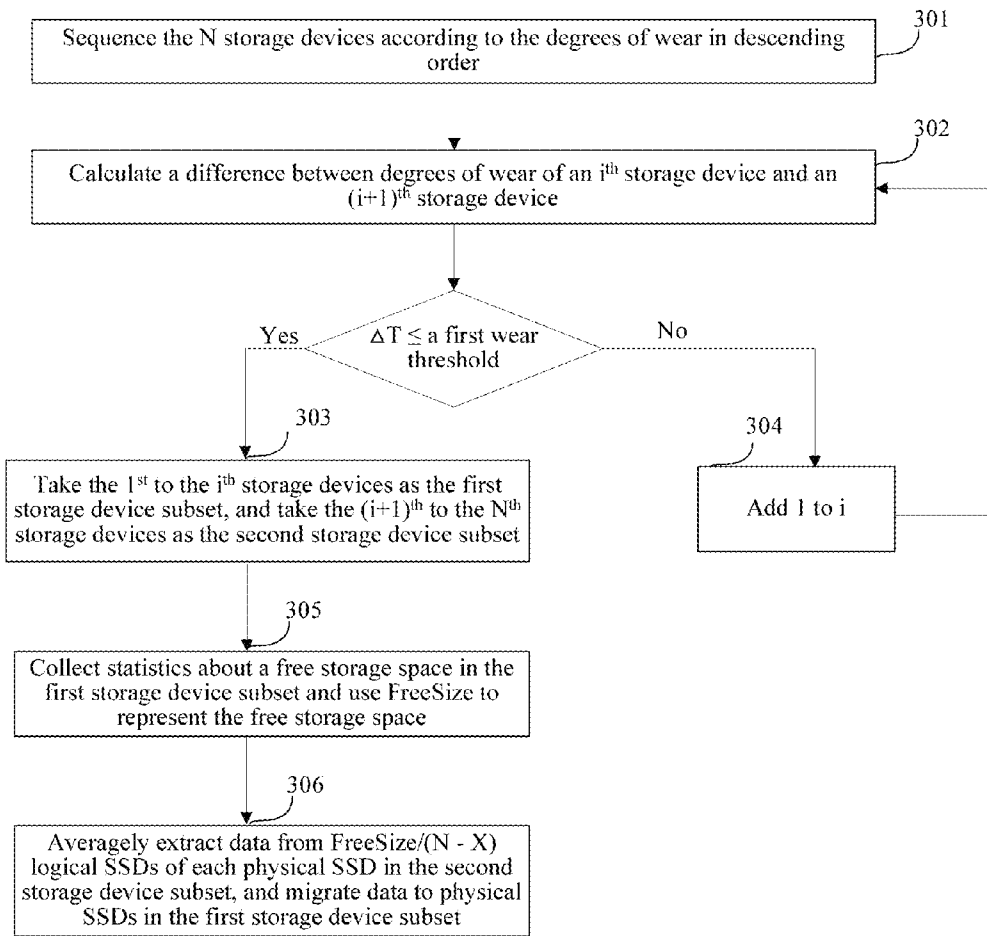 301
Sequence the N storage devices according to the degrees of wear in descending
order
302
Calculate a difference between degrees of wear of an ith storage device and an
(i+1)th storage device
Yes
ΔT ≤ a first wear
threshold
No
303
Take the 1st to the ith storage devices as the first
storage device subset, and take the (i+1)th to the Nth
storage devices as the second storage device subset
304
Add 1 to i
305
Collect statistics about a free storage space in the
first storage device subset and use FreeSize to
represent the free storage space
306
Averagely extract data from FreeSize/(N - X)
logical SSDs of each physical SSD in the second
storage device subset, and migrate data to physical
SSDs in the first storage device subset